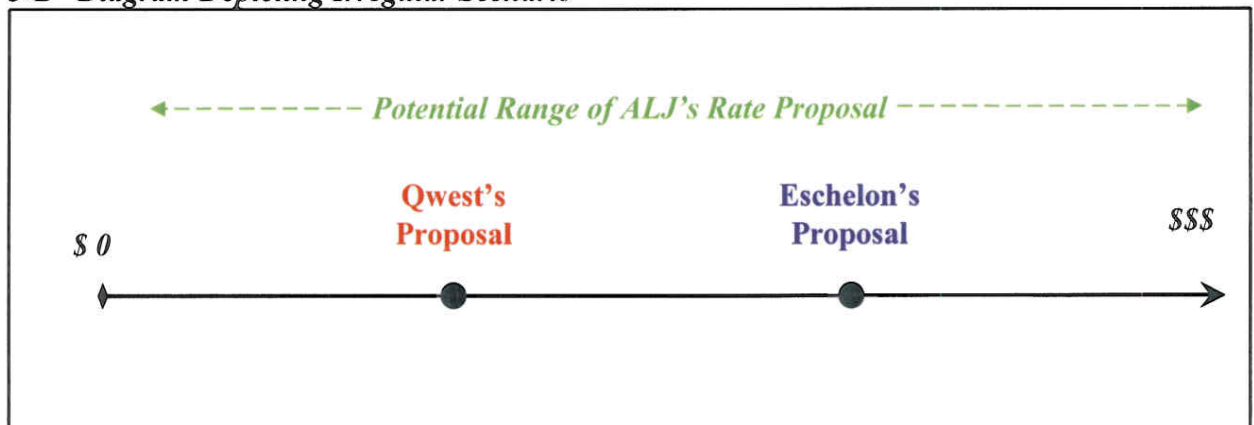 Potential Range of ALJ's Rate Proposal
Qwest's
Proposal
Eschelon's
Proposal
$ 0
$$$